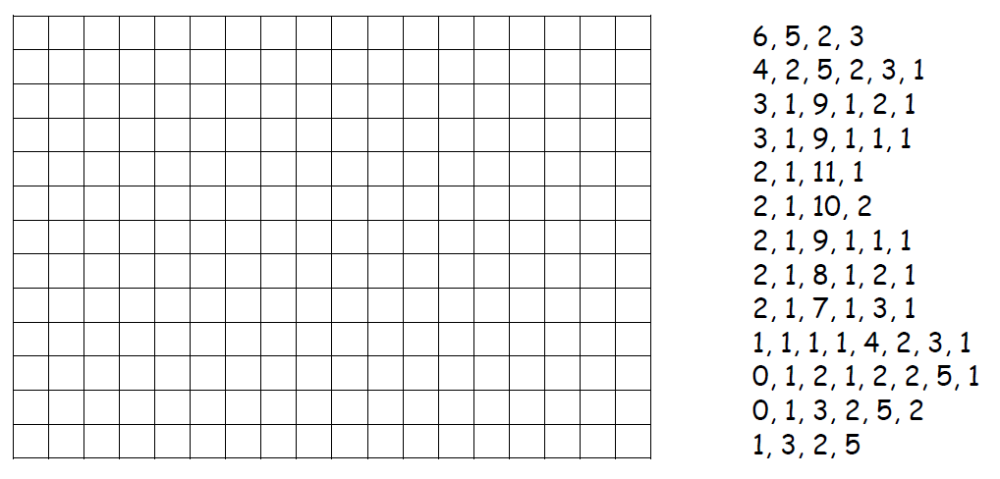 6, 5, 2, 3
4, 2, 5, 2, 3, 1
3, 1, 9, 1, 2, 1
3, 1, 9, 1, 1, 1
2, 1, 11, 1
2, 1, 10, 2
2, 1, 9, 1, 1, 1
2, 1, 8, 1, 2, 1
2, 1, 7, 1, 3, 1
1, 1, 1, 1, 4, 2, 3, 1
0, 1, 2, 1, 2, 2, 5, 1
0, 1, 3, 2, 5, 2
1, 3, 2, 5